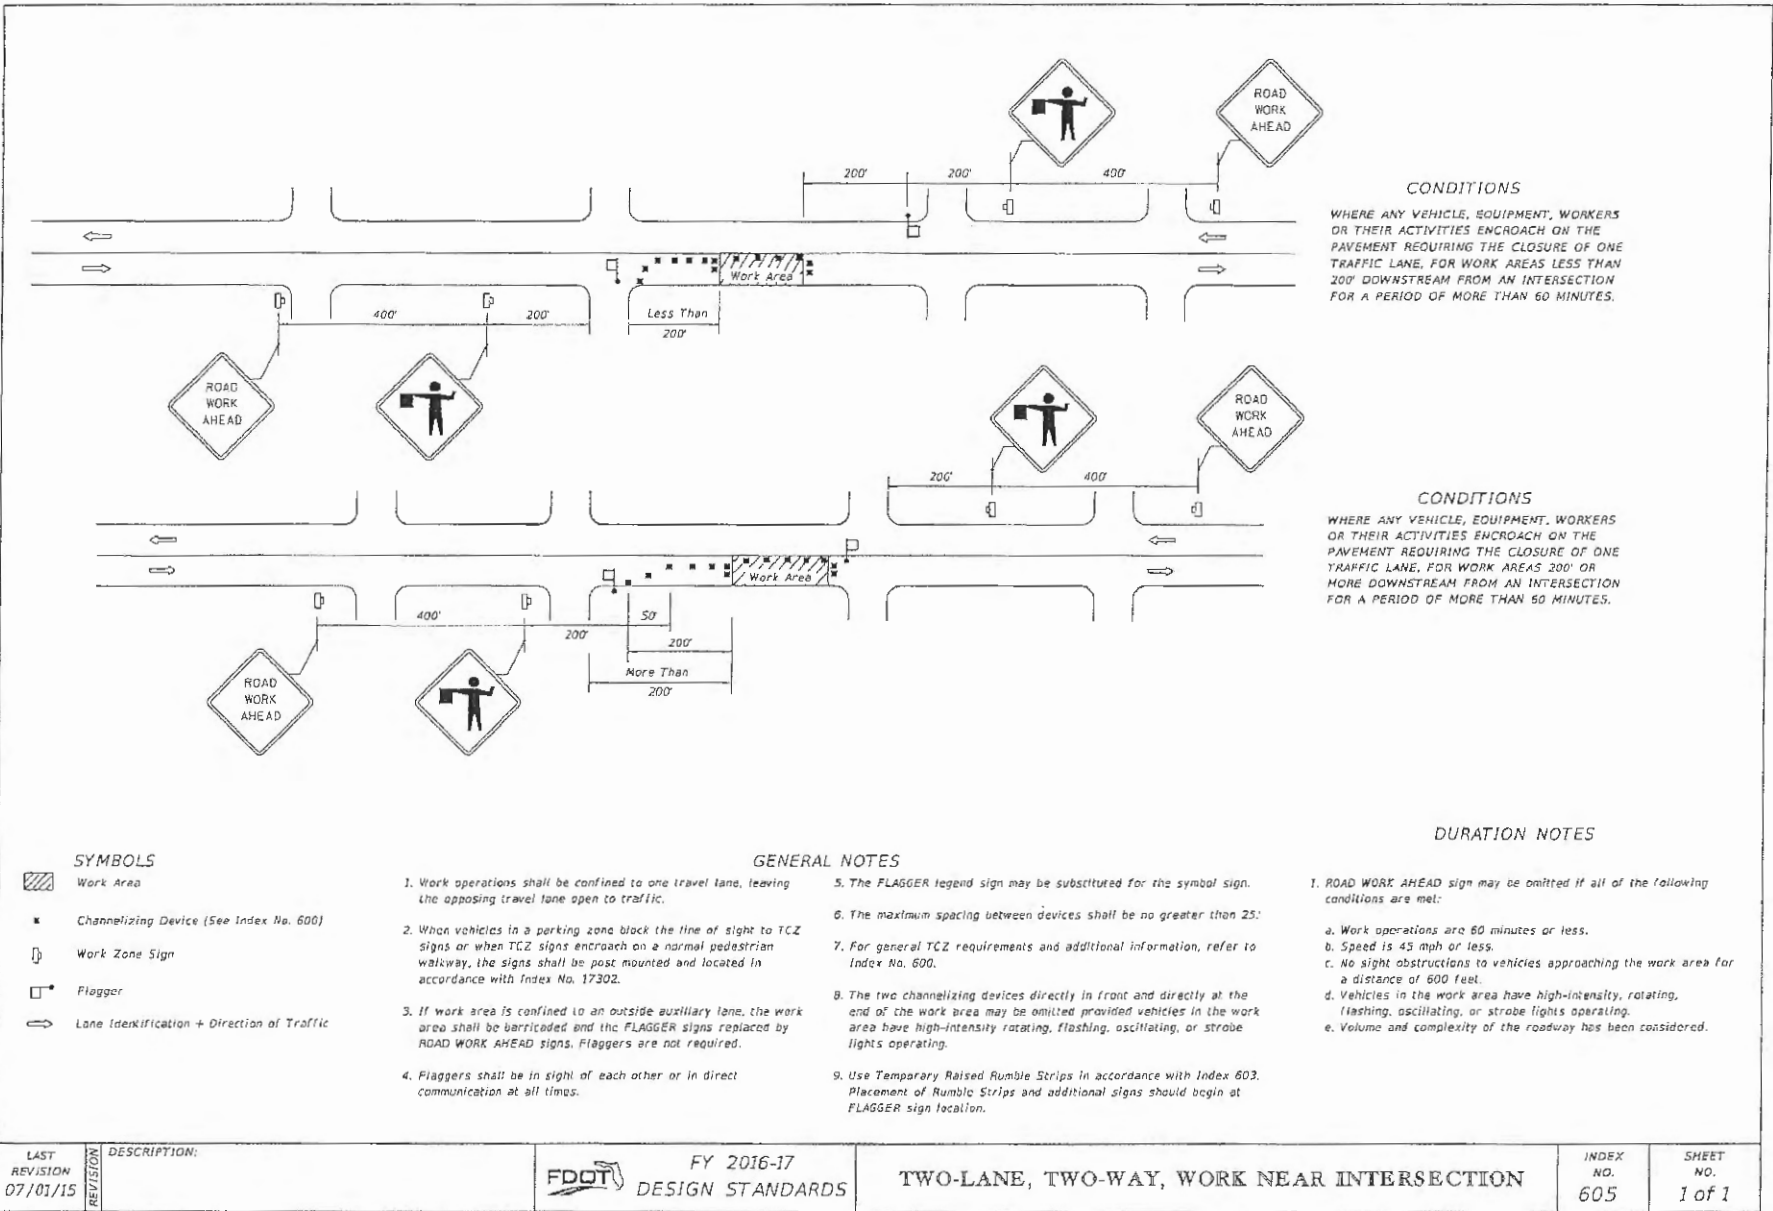 ROAD
WORK
AHEAD
200'
200'
400'
Work Area
400'
200'
Less Than
200'
ROAD
WORK
AHEAD
CONDITIONS
WHERE ANY VEHICLE, EQUIPMENT, WORKERS
OR THEIR ACTIVITIES ENCROACH ON THE
PAVEMENT REQUIRING THE CLOSURE OF ONE
TRAFFIC LANE, FOR WORK AREAS LESS THAN
200' DOWNSTREAM FROM AN INTERSECTION
FOR A PERIOD OF MORE THAN 60 MINUTES.
ROAD
WORK
AHEAD
200'
400'
Work Area
400'
200'
50'
200'
More Than
200'
ROAD
WORK
AHEAD
CONDITIONS
WHERE ANY VEHICLE, EQUIPMENT, WORKERS
OR THEIR ACTIVITIES ENCROACH ON THE
PAVEMENT REQUIRING THE CLOSURE OF ONE
TRAFFIC LANE, FOR WORK AREAS 200' OR
MORE DOWNSTREAM FROM AN INTERSECTION
FOR A PERIOD OF MORE THAN 60 MINUTES.
SYMBOLS
Work Area
Channelizing Device (See Index No. 600)
Work Zone Sign
Flagger
Lane Identification + Direction of Traffic
GENERAL NOTES
1. Work operations shall be confined to one travel lane, leaving
the opposing travel lane open to traffic.
2. When vehicles in a parking zone block the line of sight to TCZ
signs or when TCZ signs encroach on a normal pedestrian
walkway, the signs shall be post mounted and located in
accordance with Index No. 17302.
3. If work area is confined to an outside auxiliary lane, the work
area shall be barricaded and the FLAGGER signs replaced by
ROAD WORK AHEAD signs. Flaggers are not required.
4. Flaggers shall be in sight of each other or in direct
communication at all times.
5. The FLAGGER legend sign may be substituted for the symbol sign.
6. The maximum spacing between devices shall be no greater than 25'.
7. For general TCZ requirements and additional information, refer to
Index No. 600.
8. The two channelizing devices directly in front and directly at the
end of the work area may be omitted provided vehicles in the work
area have high-intensity rotating, flashing, oscillating, or strobe
lights operating.
9. Use Temporary Raised Rumble Strips in accordance with Index 603.
Placement of Rumble Strips and additional signs should begin at
FLAGGER sign location.
DURATION NOTES
1. ROAD WORK AHEAD sign may be omitted if all of the following
conditions are met:
a. Work operations are 60 minutes or less.
b. Speed is 45 mph or less.
c. No sight obstructions to vehicles approaching the work area for
a distance of 600 feet.
d. Vehicles in the work area have high-intensity, rotating,
flashing, oscillating, or strobe lights operating.
e. Volume and complexity of the roadway has been considered.
LAST
REVISION
07/01/15
REVISION
DESCRIPTION:
FDOT
FY 2016-17
DESIGN STANDARDS
TWO-LANE, TWO-WAY, WORK NEAR INTERSECTION
INDEX
NO.
605
SHEET
NO.
1 of 1